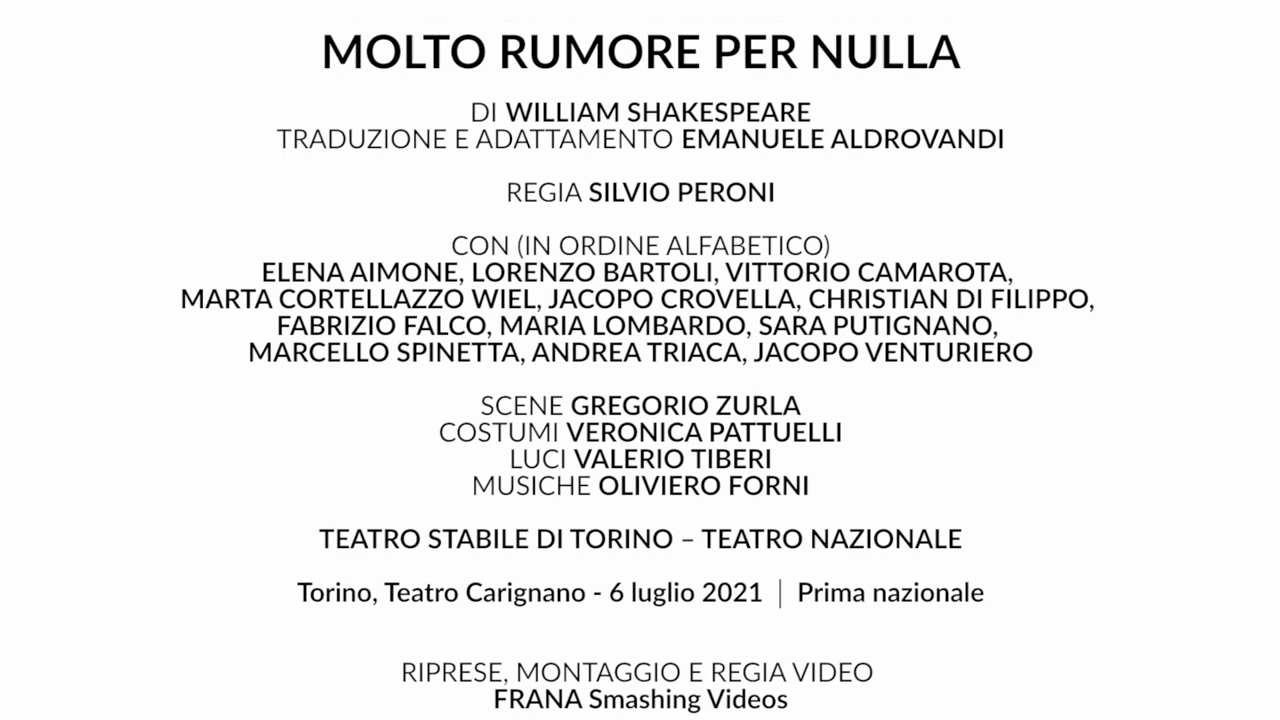 MOLTO RUMORE PER NULLA
DI WILLIAM SHAKESPEARE
TRADUZIONE E ADATTAMENTO EMANUELE ALDROVANDI
REGIA SILVIO PERONI
CON (IN ORDINE ALFABETICO)
ELENA AIMONE, LORENZO BARTOLI, VITTORIO CAMAROTA,
MARTA CORTELLAZZO WIEL, JACOPO CROVELLA, CHRISTIAN DI FILIPPO,
FABRIZIO FALCO, MARIA LOMBARDO, SARA PUTIGNANO,
MARCELLO SPINETTA, ANDREA TRIACA, JACOPO VENTURIERO
SCENE GREGORIO ZURLA
COSTUMI VERONICA PATTUELLI
LUCI VALERIO TIBERI
MUSICHE OLIVIERO FORNI
TEATRO STABILE DI TORINO – TEATRO NAZIONALE
Torino, Teatro Carignano - 6 luglio 2021 | Prima nazionale
RIPRESE, MONTAGGIO E REGIA VIDEO
FRANA Smashing Videos